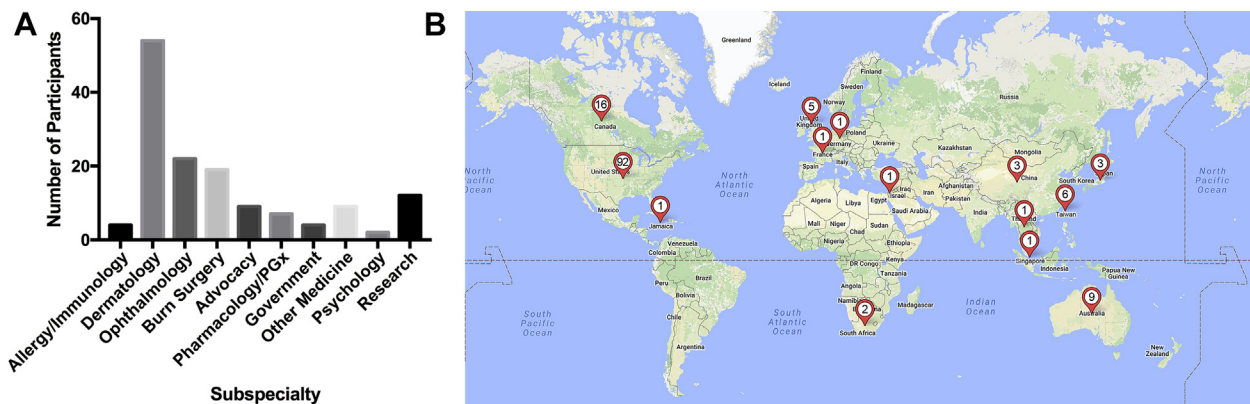 A
Number of Participants
60
40
20
0
Allergy/Immunology
Dermatology
Ophthalmology
Burn Surgery
Advocacy
Pharmacology/PGx
Government
Other Medicine
Psychology
Research
Subspecialty
B
Greenland
Iceland
Finland
Sweden
Norway
Russia
16
Canada
5
United
Kingdom
1
Poland
Germany
1
France
Ukraine
Kazakhstan
Mongolia
92
United States
Spain
Italy
3
China
3
South Korea
North
Pacific
Ocean
North
Atlantic
Ocean
North
Pacific
Ocean
1
Israel
Iraq
Iran
Afghanistan
Pakistan
Algeria
Libya
Egypt
Saudi Arabia
India
6
Taiwan
Mexico
1
Jamaica
Mali
Niger
Chad
Sudan
1
Venezuela
Colombia
Nigeria
Ethiopia
1
Singapore
DR Congo
Kenya
Indonesia
Papua New
Guinea
Tanzania
Peru
Brazil
Angola
Bolivia
Namibia
Madagascar
9
Australia
2
South Africa
Chile
South
Pacific
Ocean
South
Atlantic
Ocean
Indian
Ocean
South
Pacific
Ocean
Argentina
New
Zealand